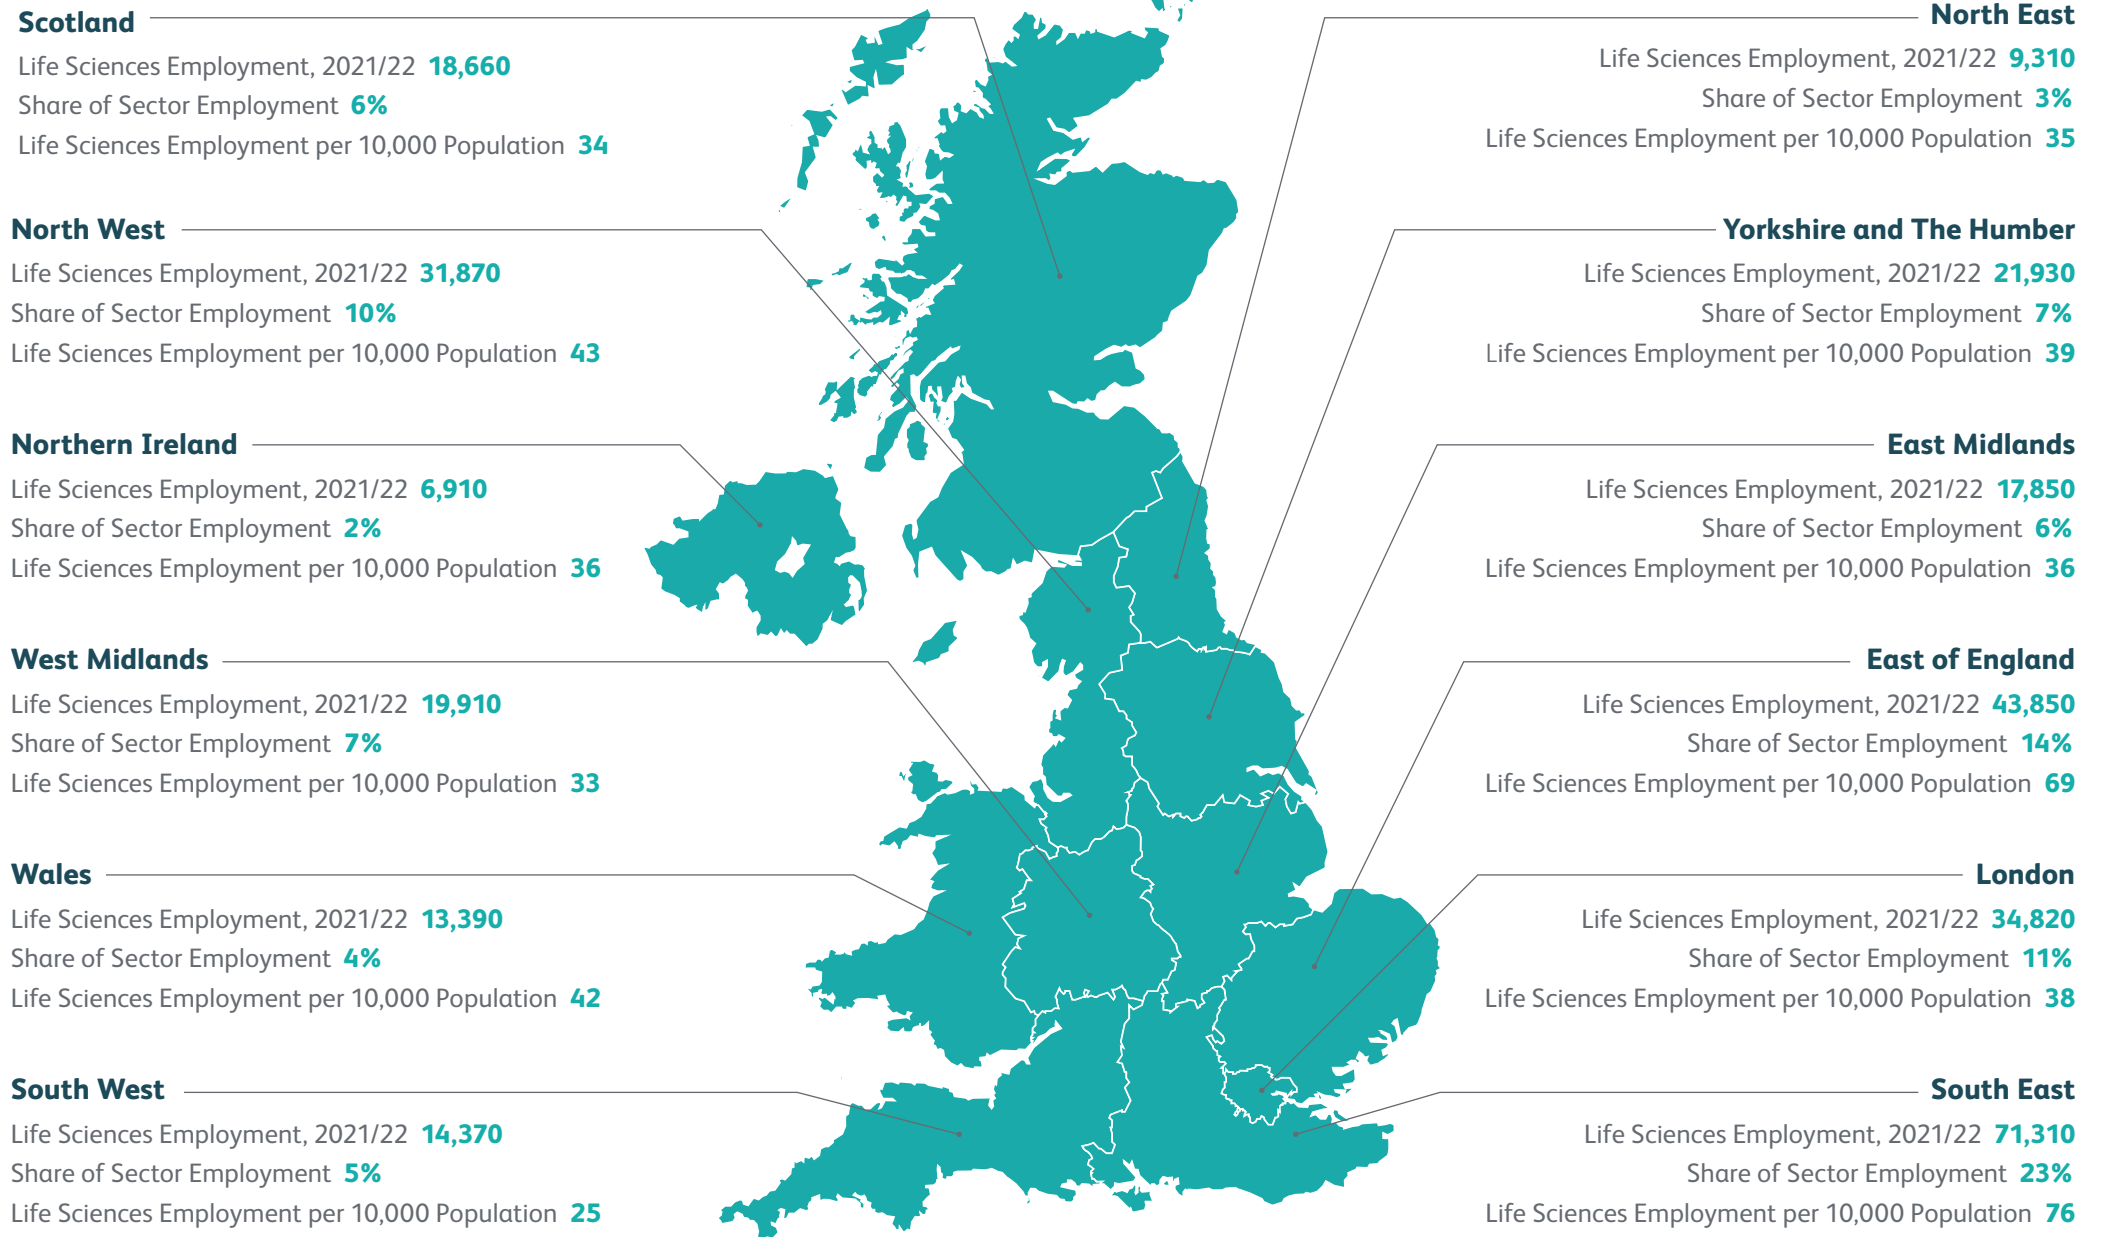 Scotland
Life Sciences Employment, 2021/22 18,660
Share of Sector Employment 6%
Life Sciences Employment per 10,000 Population 34
North West
Life Sciences Employment, 2021/22 31,870
Share of Sector Employment 10%
Life Sciences Employment per 10,000 Population 43
Northern Ireland
Life Sciences Employment, 2021/22 6,910
Share of Sector Employment 2%
Life Sciences Employment per 10,000 Population 36
West Midlands
Life Sciences Employment, 2021/22 19,910
Share of Sector Employment 7%
Life Sciences Employment per 10,000 Population 33
Wales
Life Sciences Employment, 2021/22 13,390
Share of Sector Employment 4%
Life Sciences Employment per 10,000 Population 42
South West
Life Sciences Employment, 2021/22 14,370
Share of Sector Employment 5%
Life Sciences Employment per 10,000 Population 25
North East
Life Sciences Employment, 2021/22 9,310
Share of Sector Employment 3%
Life Sciences Employment per 10,000 Population 35
Yorkshire and The Humber
Life Sciences Employment, 2021/22 21,930
Share of Sector Employment 7%
Life Sciences Employment per 10,000 Population 39
East Midlands
Life Sciences Employment, 2021/22 17,850
Share of Sector Employment 6%
Life Sciences Employment per 10,000 Population 36
East of England
Life Sciences Employment, 2021/22 43,850
Share of Sector Employment 14%
Life Sciences Employment per 10,000 Population 69
London
Life Sciences Employment, 2021/22 34,820
Share of Sector Employment 11%
Life Sciences Employment per 10,000 Population 38
South East
Life Sciences Employment, 2021/22 71,310
Share of Sector Employment 23%
Life Sciences Employment per 10,000 Population 76